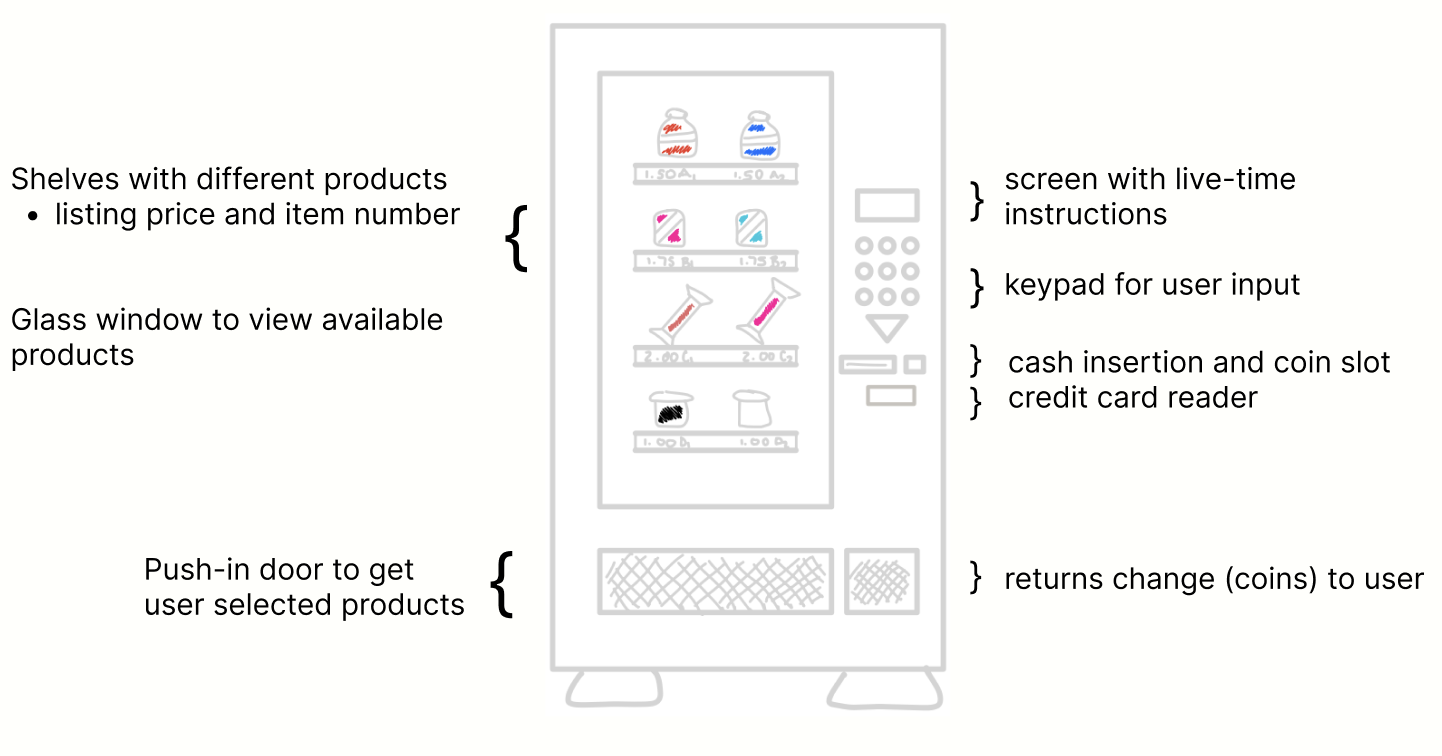 Shelves with different products
• listing price and item number
Glass window to view available
products
Push-in door to get
user selected products
1.50 A1 1.50 A2
1.75 B1 1.75 B2
2.00 C1 2.00 C2
1.00 D1 1.00 D2
} screen with live-time
instructions
} keypad for user input
} cash insertion and coin slot
} credit card reader
} returns change (coins) to user